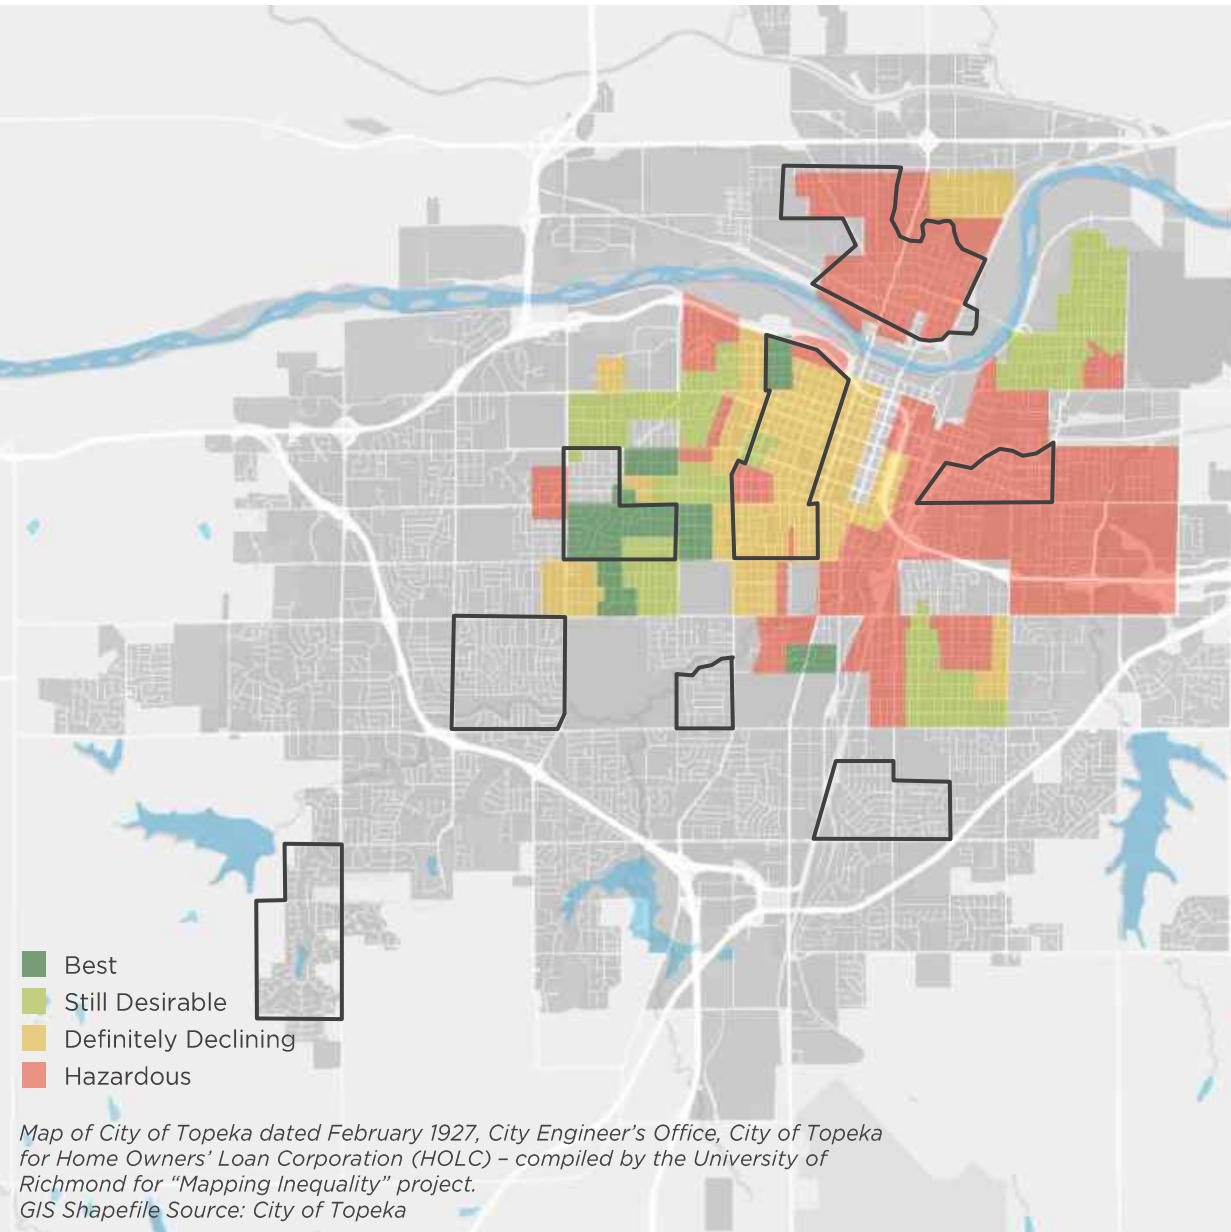 Best
Still Desirable
Definitely Declining
Hazardous
Map of City of Topeka dated February 1927, City Engineer’s Office, City of Topeka
for Home Owners’ Loan Corporation (HOLC) – compiled by the University of
Richmond for “Mapping Inequality” project.
GIS Shapefile Source: City of Topeka